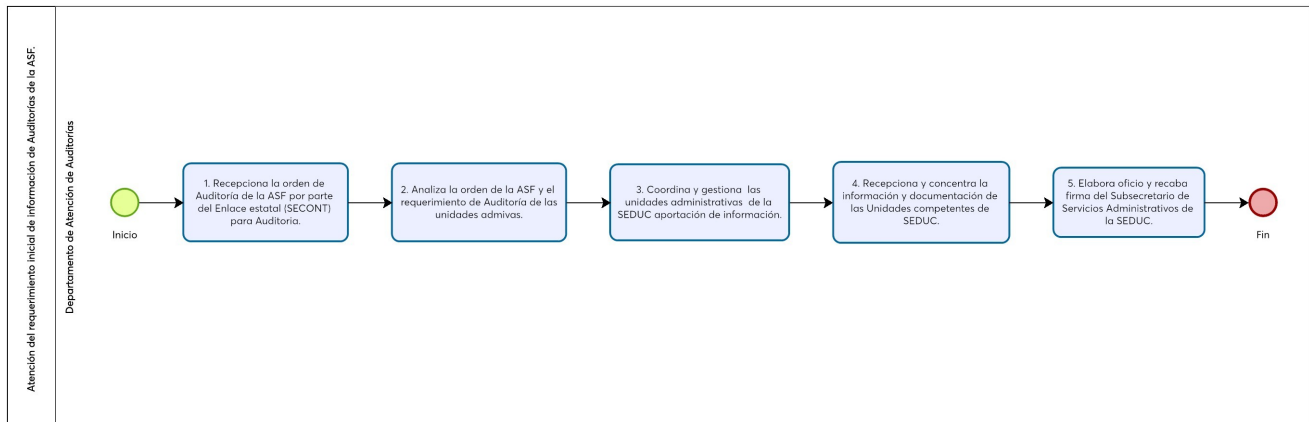 Atención del requerimiento inicial de información de Auditorías de la ASF.
Departamento de Atención de Auditorías
Inicio
1. Recepciona la orden de
Auditoría de la ASF por parte
del Enlace estatal (SECONT)
para Auditoria.
2. Analiza la orden de la ASF y el
requerimiento de Auditoría de las
unidades admivas.
3. Coordina y gestiona las
unidades administrativas de la
SEDUC aportación de información.
4. Recepciona y concentra la
información y documentación de
las Unidades competentes de
SEDUC.
5. Elabora oficio y recaba
firma del Subsecretario de
Servicios Administrativos de
la SEDUC.
Fin